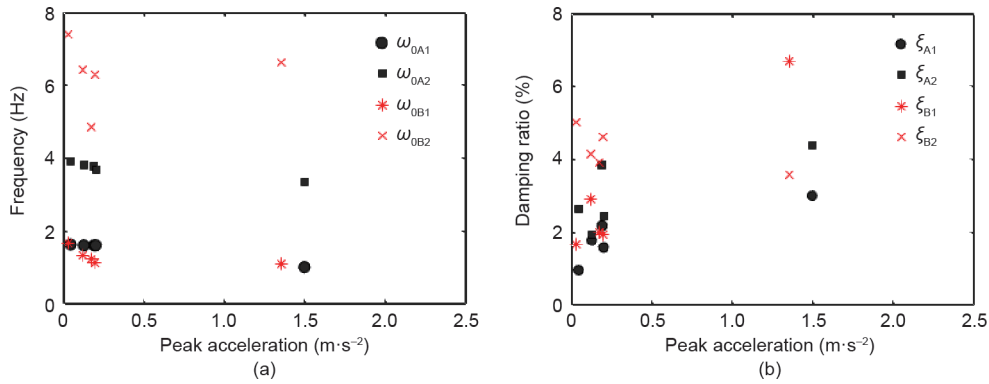 8
6
4
2
0
Frequency (Hz)
0
0.5
1.0
1.5
2.0
2.5
Peak acceleration (m·s⁻²)
ω0A1
ω0A2
ω0B1
ω0B2
(a)
8
6
4
2
0
Damping ratio (%)
0
0.5
1.0
1.5
2.0
2.5
Peak acceleration (m·s⁻²)
ξA1
ξA2
ξB1
ξB2
(b)